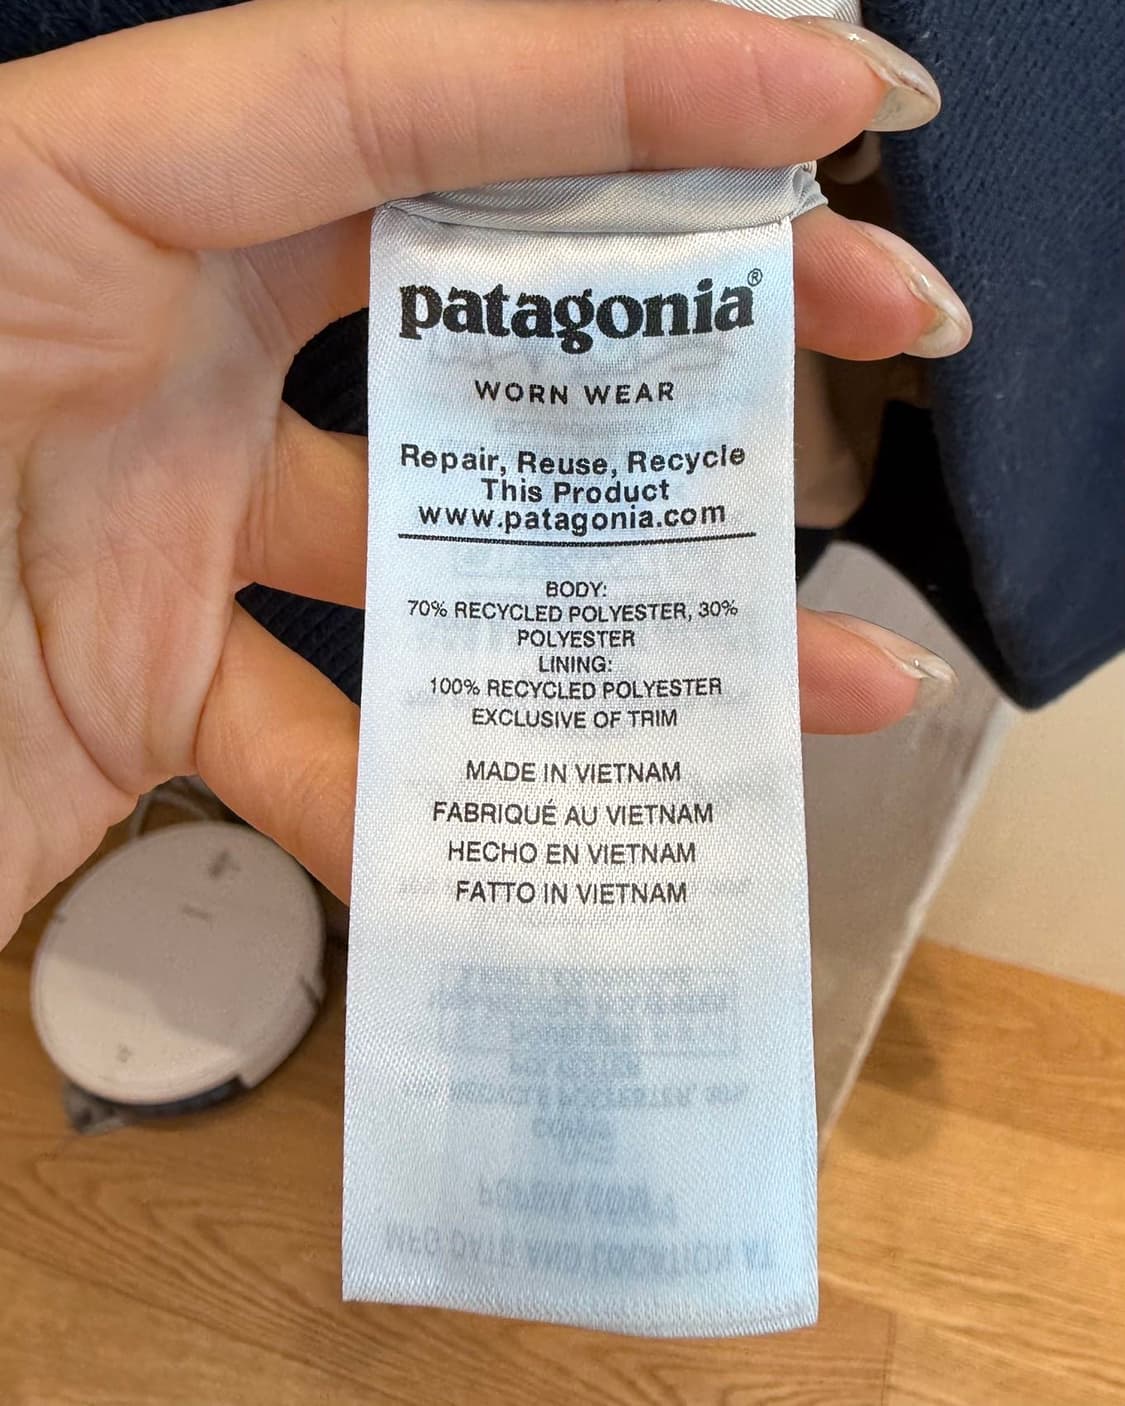 patagonia®
WORN WEAR
Repair, Reuse, Recycle
This Product
www.patagonia.com
BODY:
70% RECYCLED POLYESTER, 30%
POLYESTER
LINING:
100% RECYCLED POLYESTER
EXCLUSIVE OF TRIM
MADE IN VIETNAM
FABRIQUÉ AU VIETNAM
HECHO EN VIETNAM
FATTO IN VIETNAM